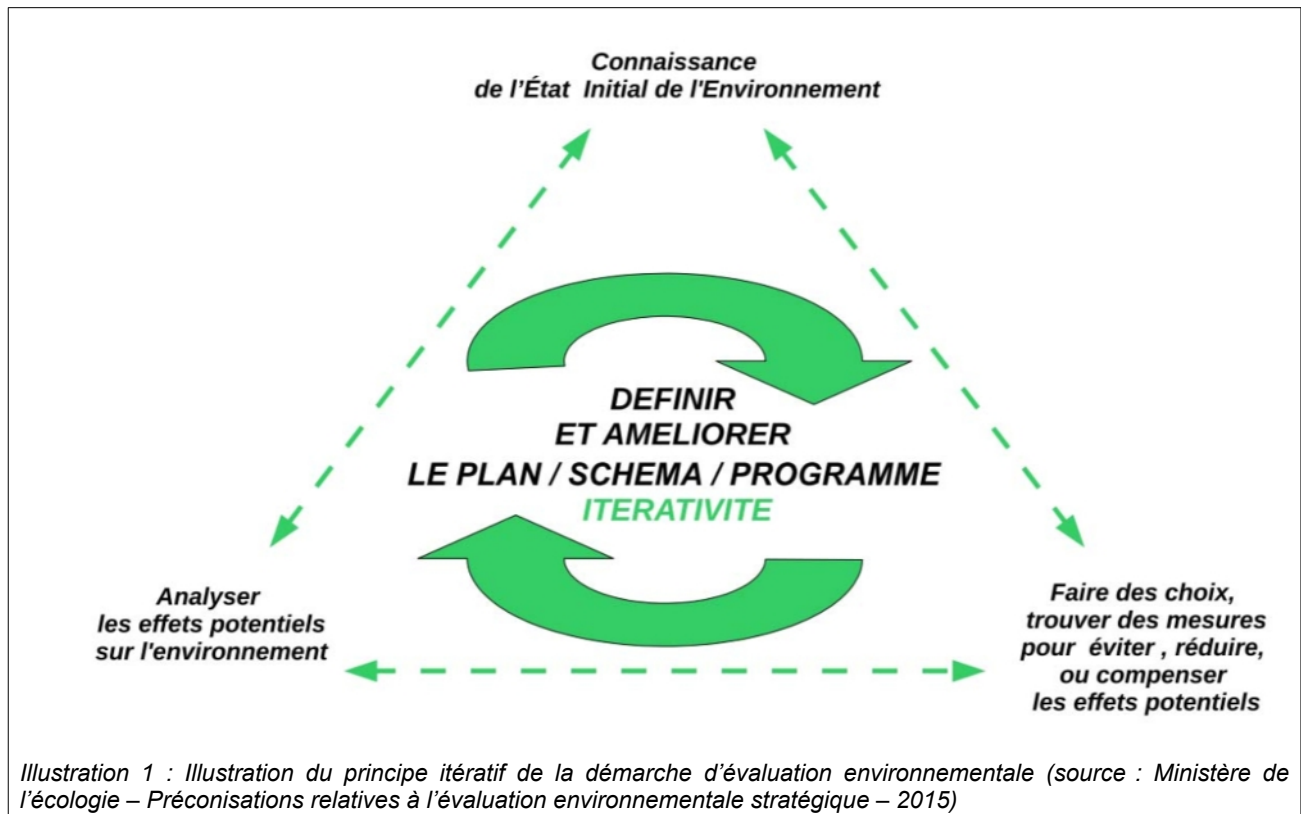 Connaissance
de l’État Initial de l'Environnement
DEFINIR
ET AMELIORER
LE PLAN / SCHEMA / PROGRAMME
ITERATIVITE
Analyser
les effets potentiels
sur l'environnement
Faire des choix,
trouver des mesures
pour éviter , réduire,
ou compenser
les effets potentiels
Illustration 1 : Illustration du principe itératif de la démarche d’évaluation environnementale (source : Ministère de
l’écologie – Préconisations relatives à l’évaluation environnementale stratégique – 2015)